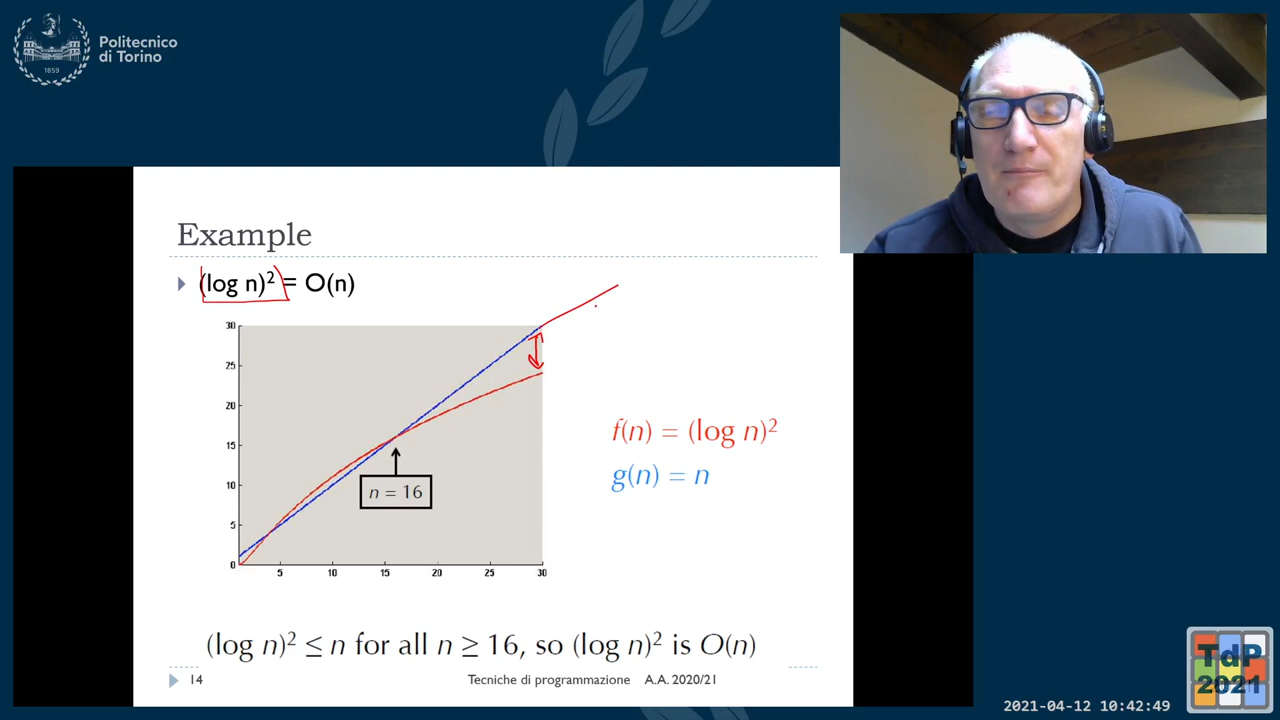 Politecnico
di Torino
1859
Example
(log n)² = O(n)
30
25
20
15
10
5
0
5 10 15 20 25 30
n = 16
f(n) = (log n)²
g(n) = n
(log n)² ≤ n for all n ≥ 16, so (log n)² is O(n)
14 Tecniche di programmazione A.A. 2020/21
TdP
2021
2021-04-12 10:42:49